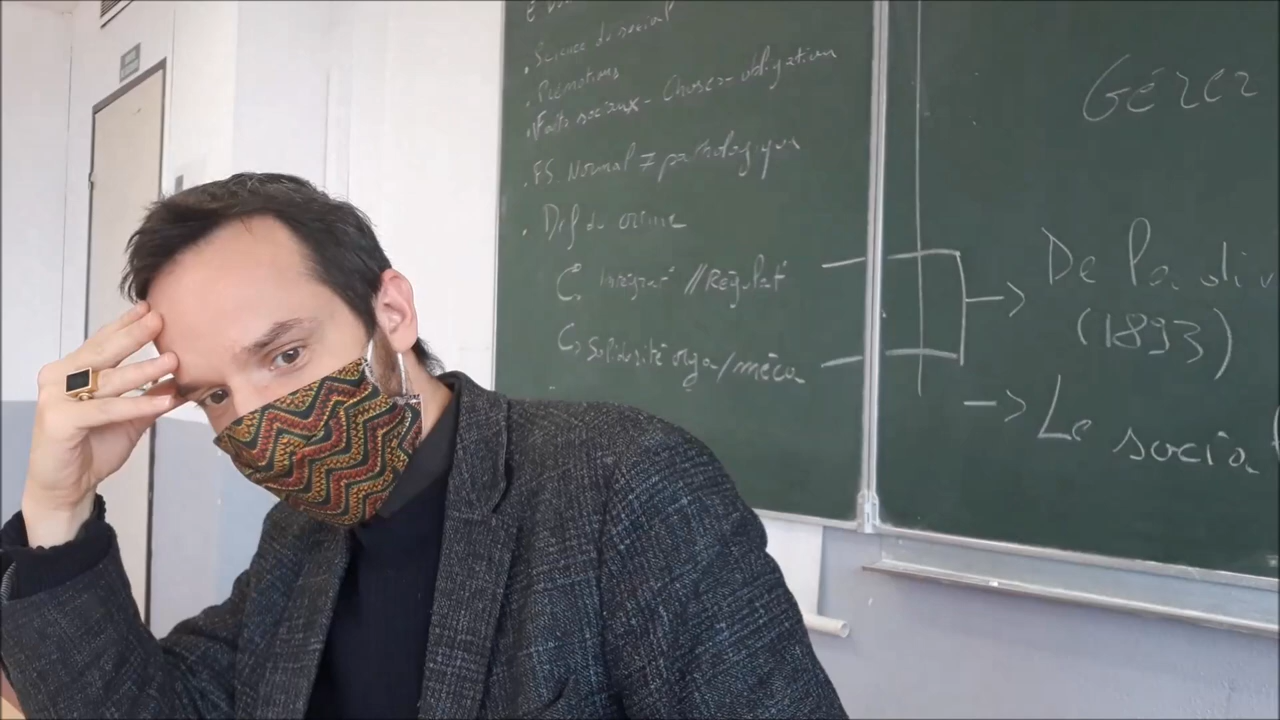 . Science du social
. Prénotions
. Faits sociaux - Choses - obligation
. FS. Normal ≠ pathologique
. Def du crime
Intégrat° // Régulat°
Solidarité orga/méca
Gérer
→ De la div
(1893)
→ Le socia